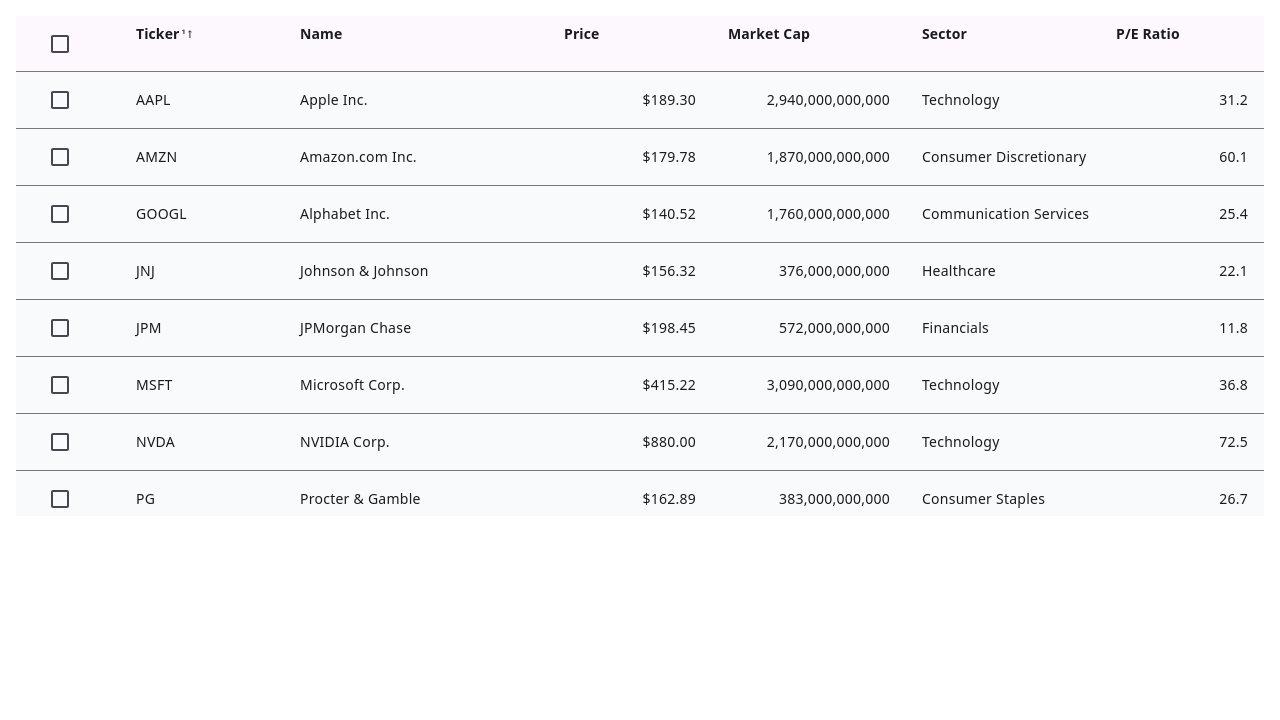 Ticker ¹↑ Name Price Market Cap Sector P/E Ratio
AAPL Apple Inc. $189.30 2,940,000,000,000 Technology 31.2
AMZN Amazon.com Inc. $179.78 1,870,000,000,000 Consumer Discretionary 60.1
GOOGL Alphabet Inc. $140.52 1,760,000,000,000 Communication Services 25.4
JNJ Johnson & Johnson $156.32 376,000,000,000 Healthcare 22.1
JPM JPMorgan Chase $198.45 572,000,000,000 Financials 11.8
MSFT Microsoft Corp. $415.22 3,090,000,000,000 Technology 36.8
NVDA NVIDIA Corp. $880.00 2,170,000,000,000 Technology 72.5
PG Procter & Gamble $162.89 383,000,000,000 Consumer Staples 26.7